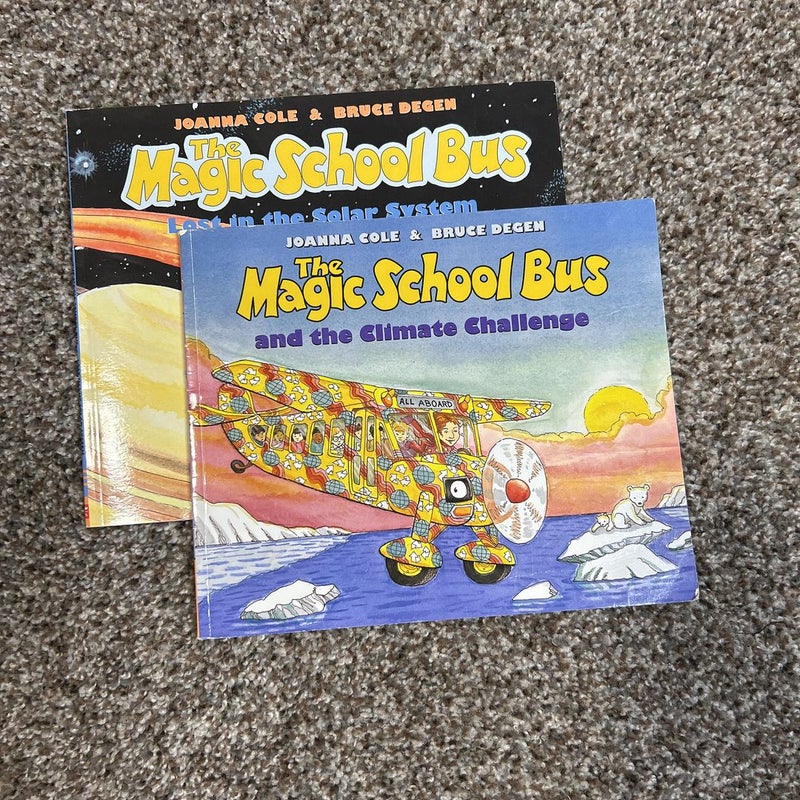 JOANNA COLE & BRUCE DEGEN
The
Magic School Bus
Lost in the Solar System
JOANNA COLE & BRUCE DEGEN
The
Magic School Bus
and the Climate Challenge
ALL ABOARD